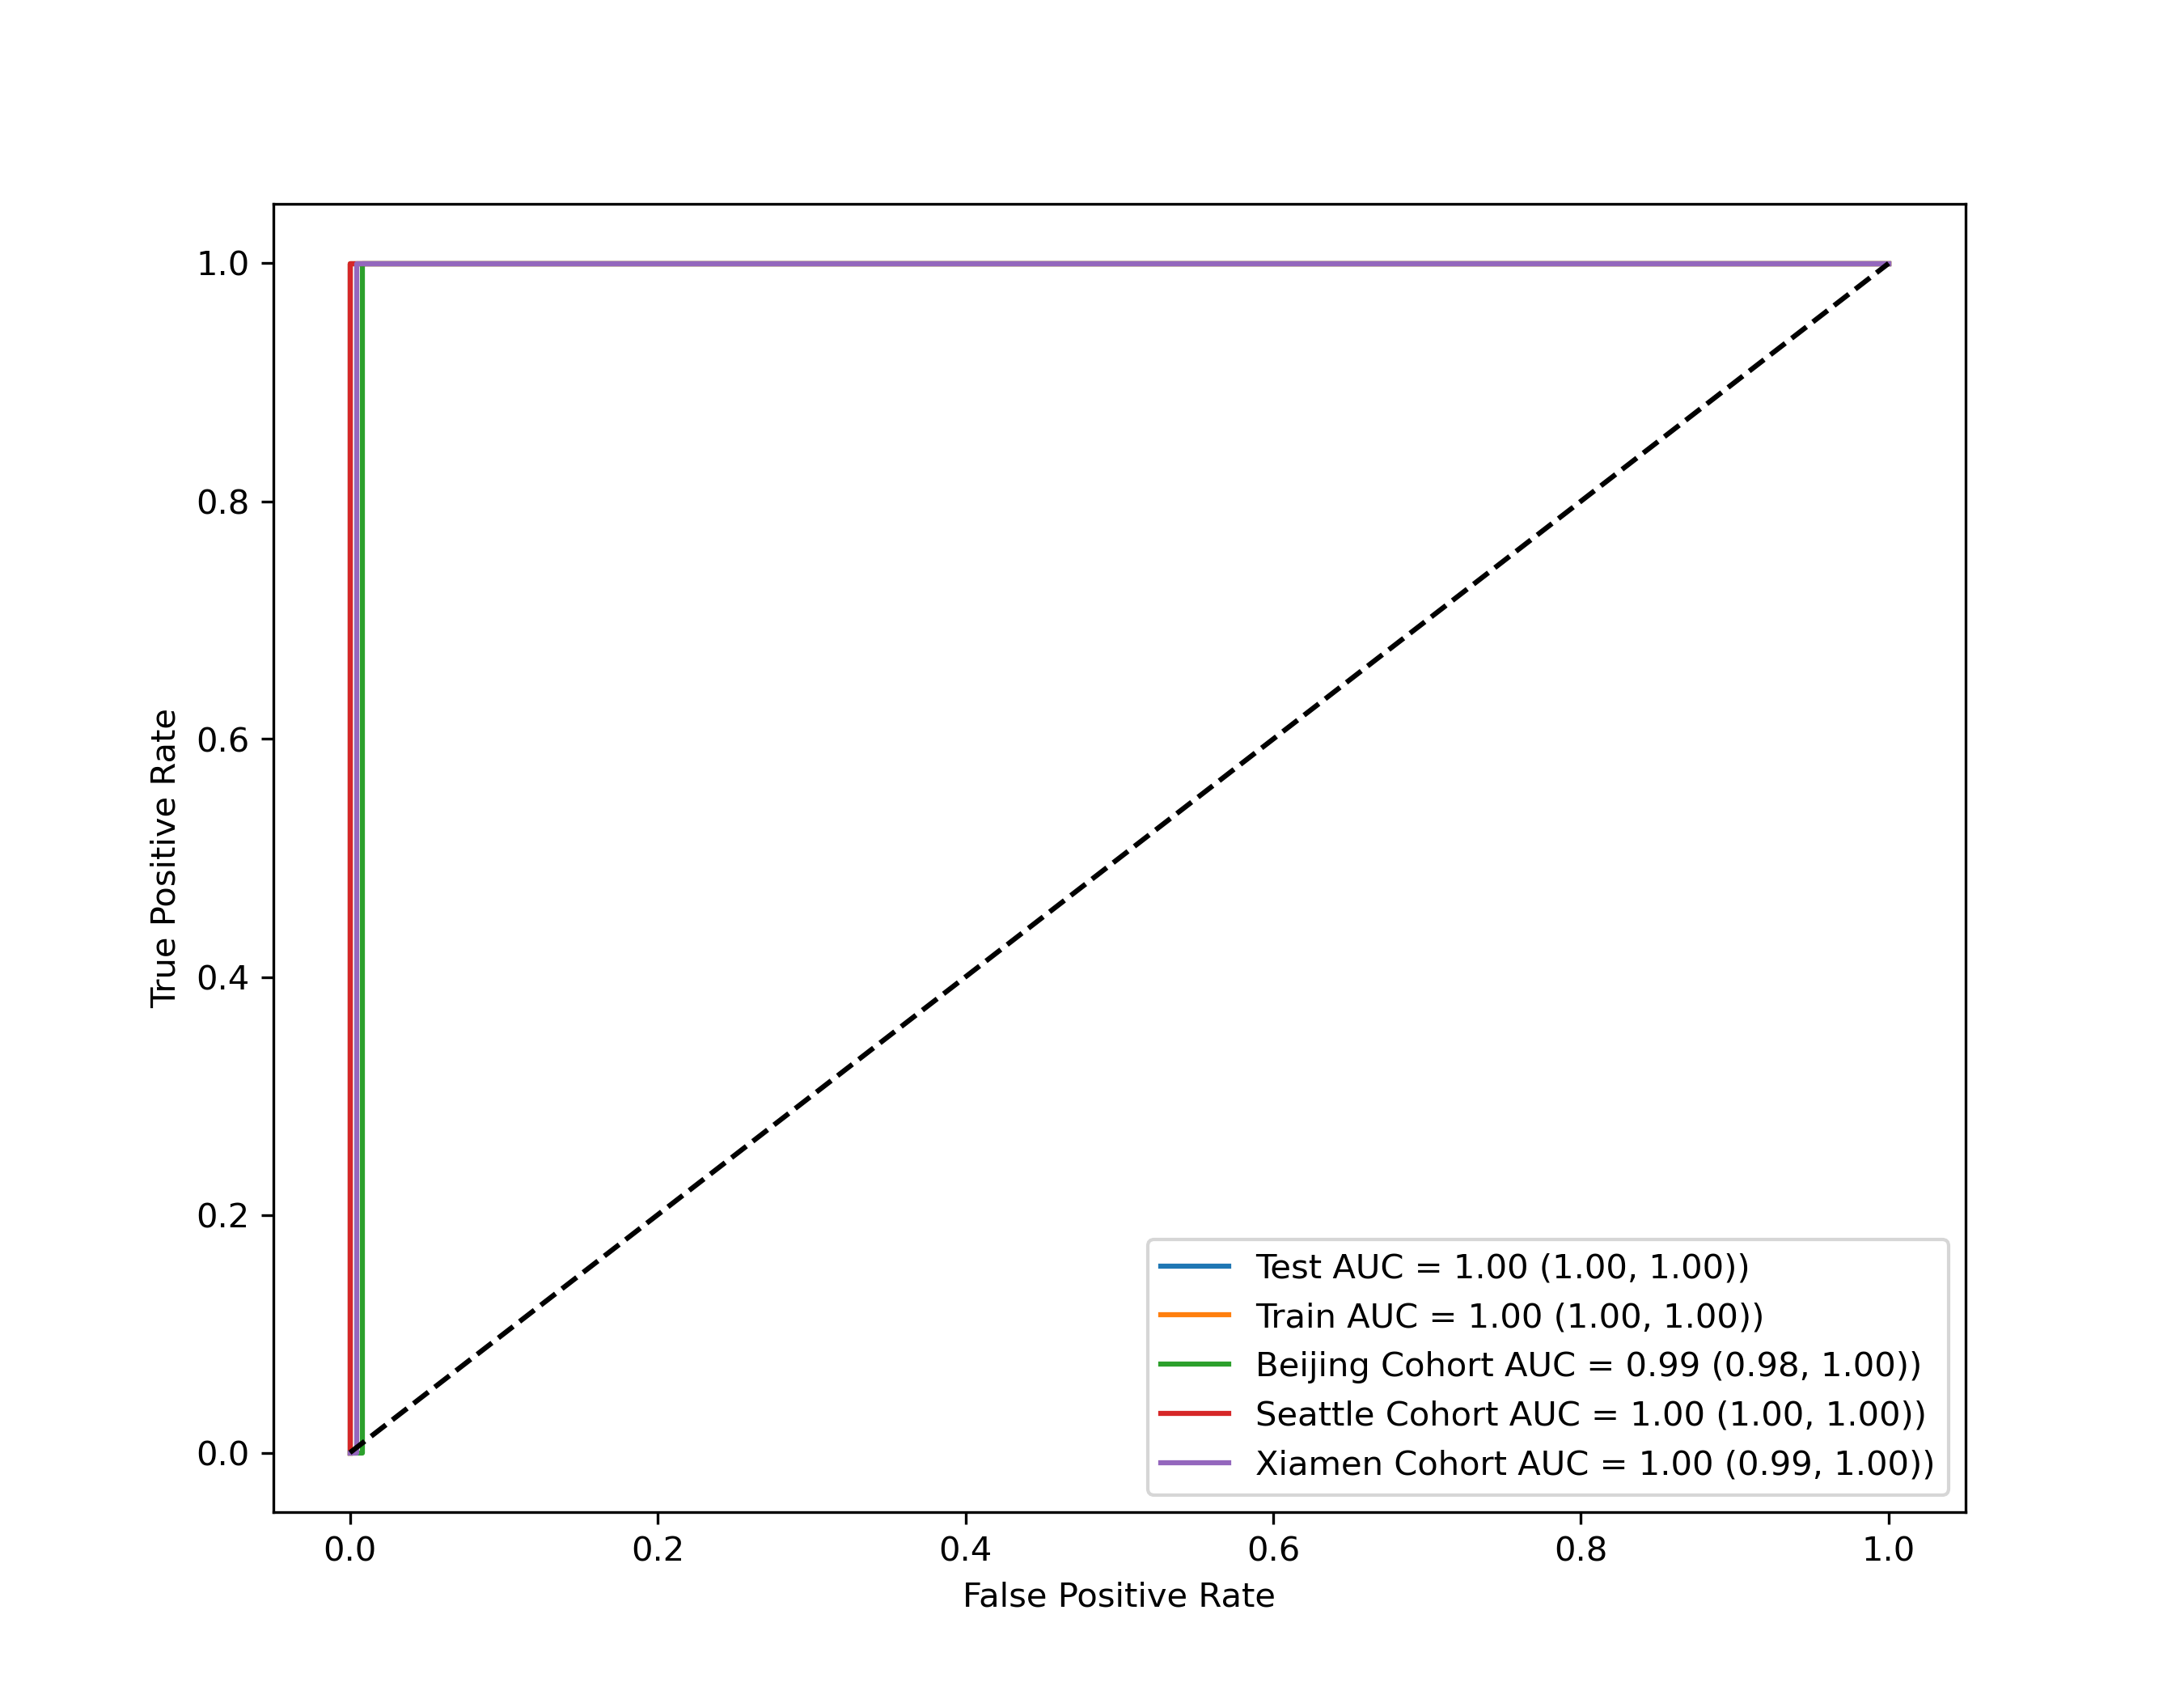 1.0
0.8
0.6
0.4
0.2
0.0
True Positive Rate
Test AUC = 1.00 (1.00, 1.00))
Train AUC = 1.00 (1.00, 1.00))
Beijing Cohort AUC = 0.99 (0.98, 1.00))
Seattle Cohort AUC = 1.00 (1.00, 1.00))
Xiamen Cohort AUC = 1.00 (0.99, 1.00))
0.0 0.2 0.4 0.6 0.8 1.0
False Positive Rate